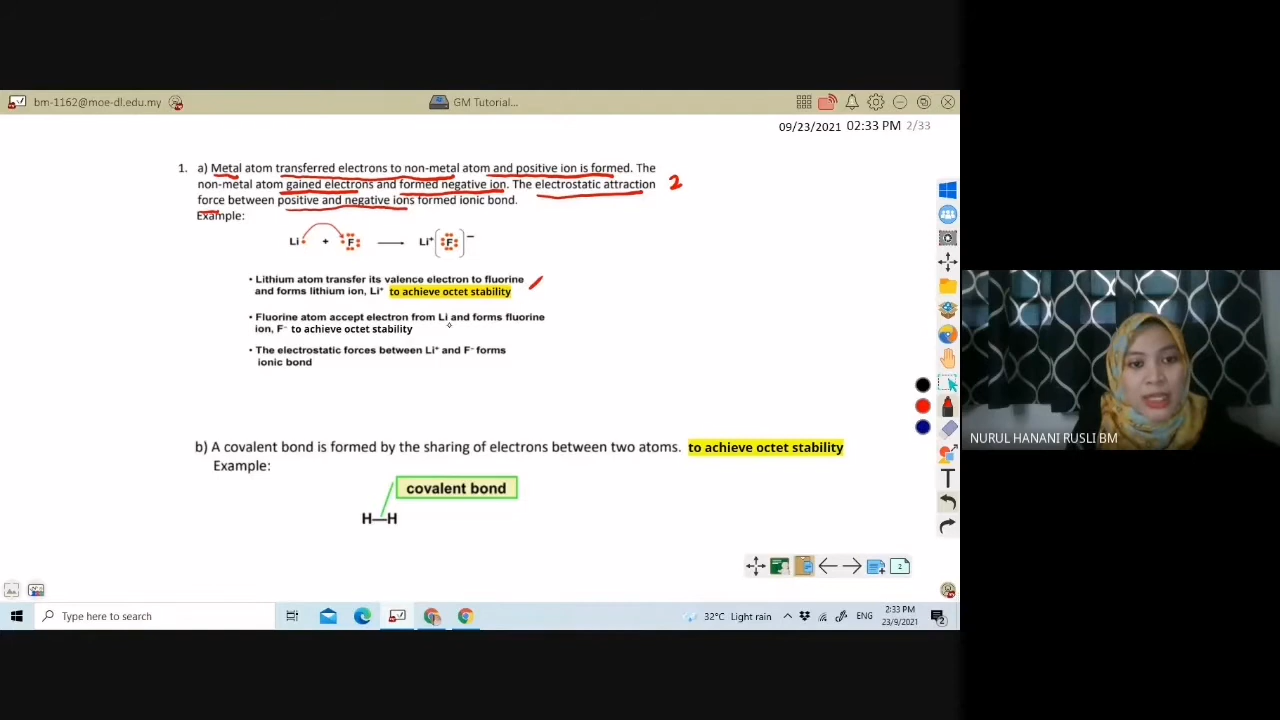 bm-1162@moe-dl.edu.my
GM Tutorial...
09/23/2021 02:33 PM 2/33
1. a) Metal atom transferred electrons to non-metal atom and positive ion is formed. The
non-metal atom gained electrons and formed negative ion. The electrostatic attraction 2
force between positive and negative ions formed ionic bond.
Example:
Li + F → Li⁺ [F]⁻
• Lithium atom transfer its valence electron to fluorine
and forms lithium ion, Li⁺ to achieve octet stability
• Fluorine atom accept electron from Li and forms fluorine
ion, F⁻ to achieve octet stability
• The electrostatic forces between Li⁺ and F⁻ forms
ionic bond
b) A covalent bond is formed by the sharing of electrons between two atoms. to achieve octet stability
Example:
covalent bond
H—H
NURUL HANANI RUSLI BM
T
2
Type here to search
32°C Light rain
ENG
2:33 PM
23/9/2021
2